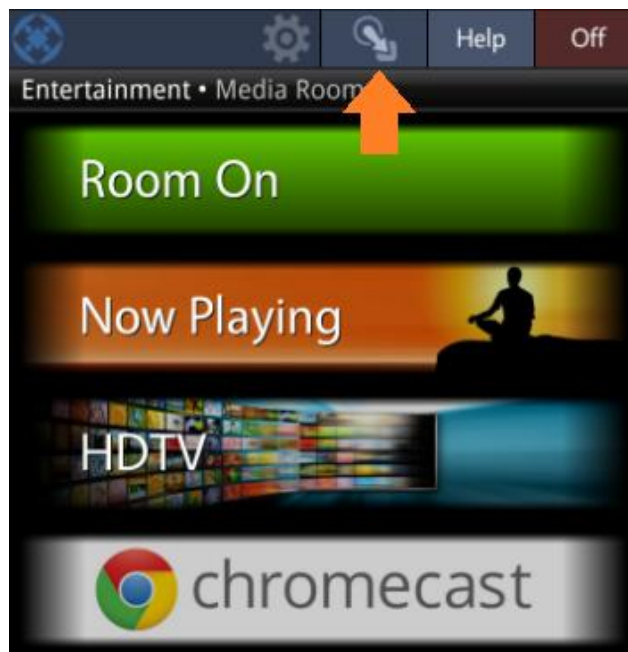 Help Off
Entertainment • Media Room
Room On
Now Playing
HDTV
chromecast